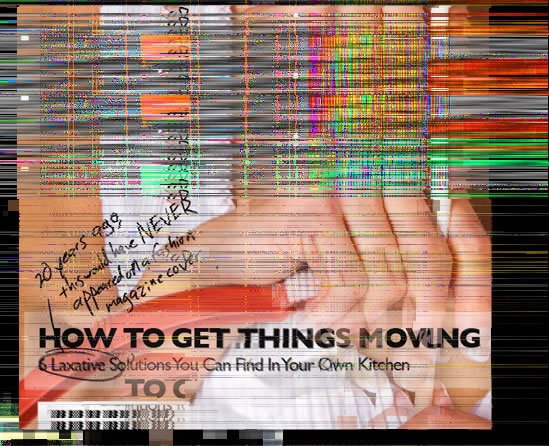 20 years ago
this would have NEVER
appeared on a fashion
magazine cover.
HOW TO GET THINGS MOVING
6 Laxative Solutions You Can Find In Your Own Kitchen
TO C